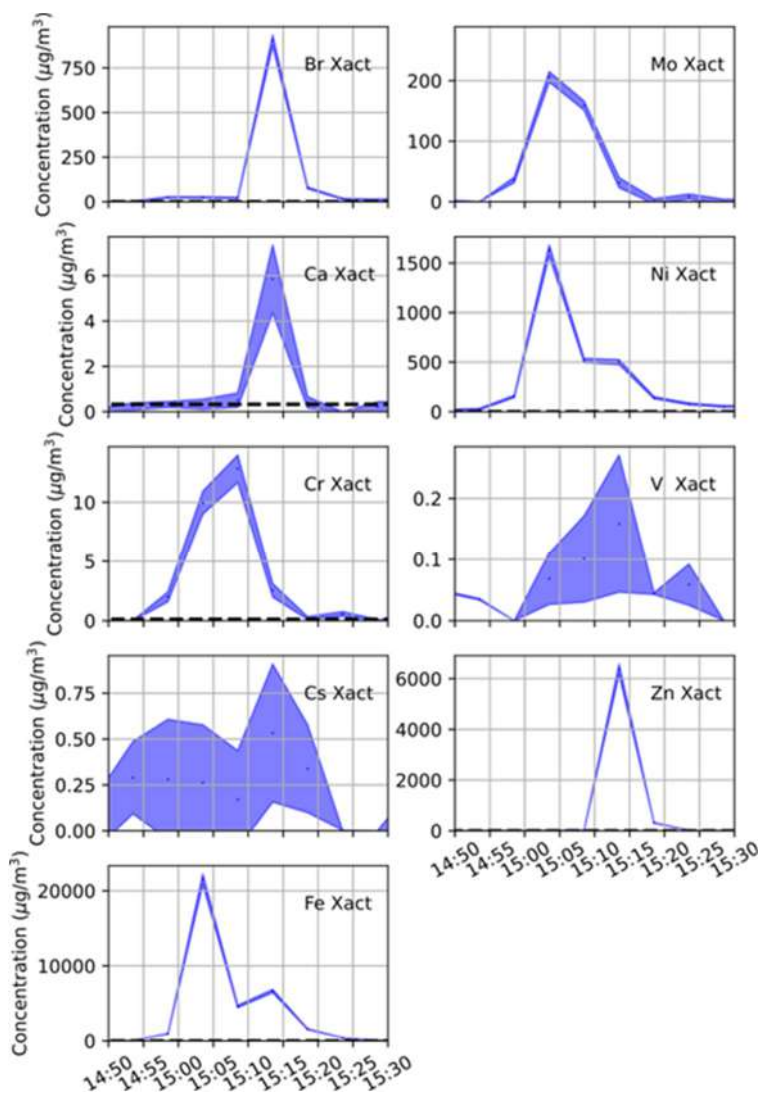 Concentration (μg/m³)
750
500
250
0
Br Xact
200
100
0
Mo Xact
Concentration (μg/m³)
6
4
2
0
Ca Xact
1500
1000
500
0
Ni Xact
Concentration (μg/m³)
10
5
0
Cr Xact
0.2
0.1
0.0
V Xact
Concentration (μg/m³)
0.75
0.50
0.25
0.00
Cs Xact
6000
4000
2000
0
Zn Xact
14:50 14:55 15:00 15:05 15:10 15:15 15:20 15:25 15:30
Concentration (μg/m³)
20000
10000
0
Fe Xact
14:50 14:55 15:00 15:05 15:10 15:15 15:20 15:25 15:30